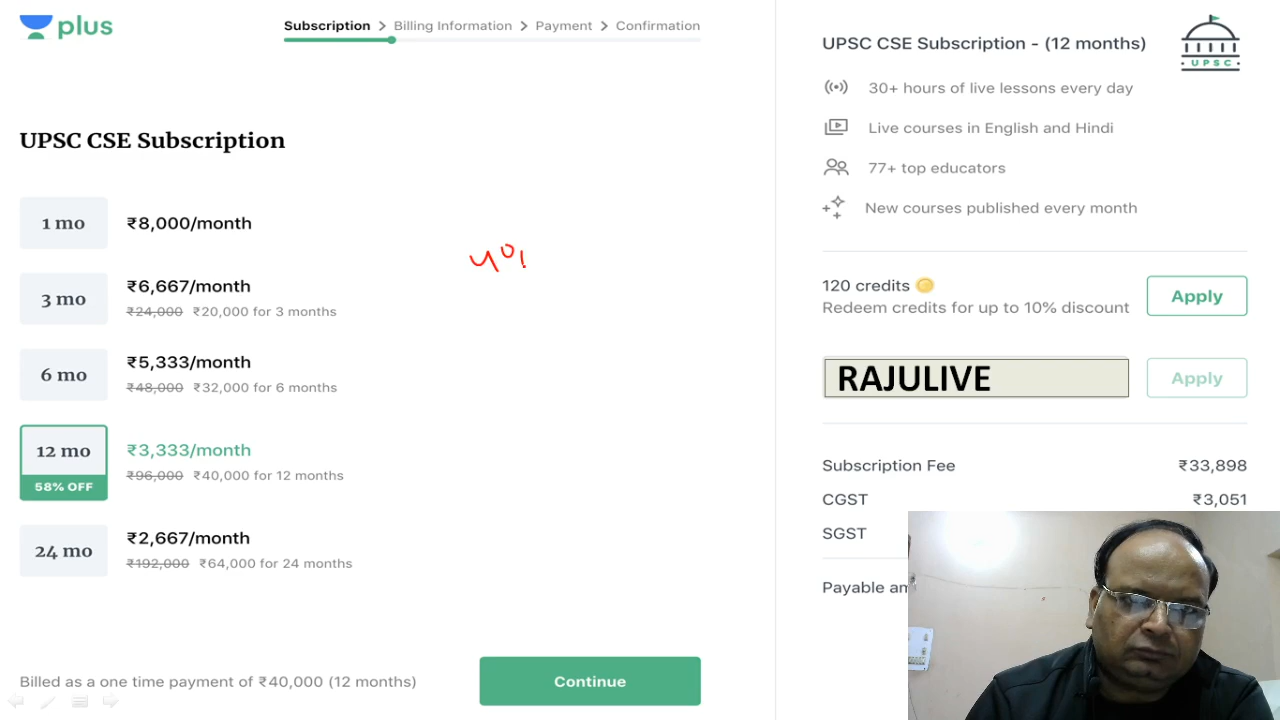 plus
Subscription > Billing Information > Payment > Confirmation
UPSC CSE Subscription
1 mo ₹8,000/month
3 mo ₹6,667/month
₹24,000 ₹20,000 for 3 months
6 mo ₹5,333/month
₹48,000 ₹32,000 for 6 months
12 mo ₹3,333/month
58% OFF ₹96,000 ₹40,000 for 12 months
24 mo ₹2,667/month
₹192,000 ₹64,000 for 24 months
Billed as a one time payment of ₹40,000 (12 months)
Continue
UPSC CSE Subscription - (12 months)
UPSC
30+ hours of live lessons every day
Live courses in English and Hindi
77+ top educators
New courses published every month
120 credits
Redeem credits for up to 10% discount
Apply
RAJULIVE
Apply
Subscription Fee ₹33,898
CGST ₹3,051
SGST
Payable am